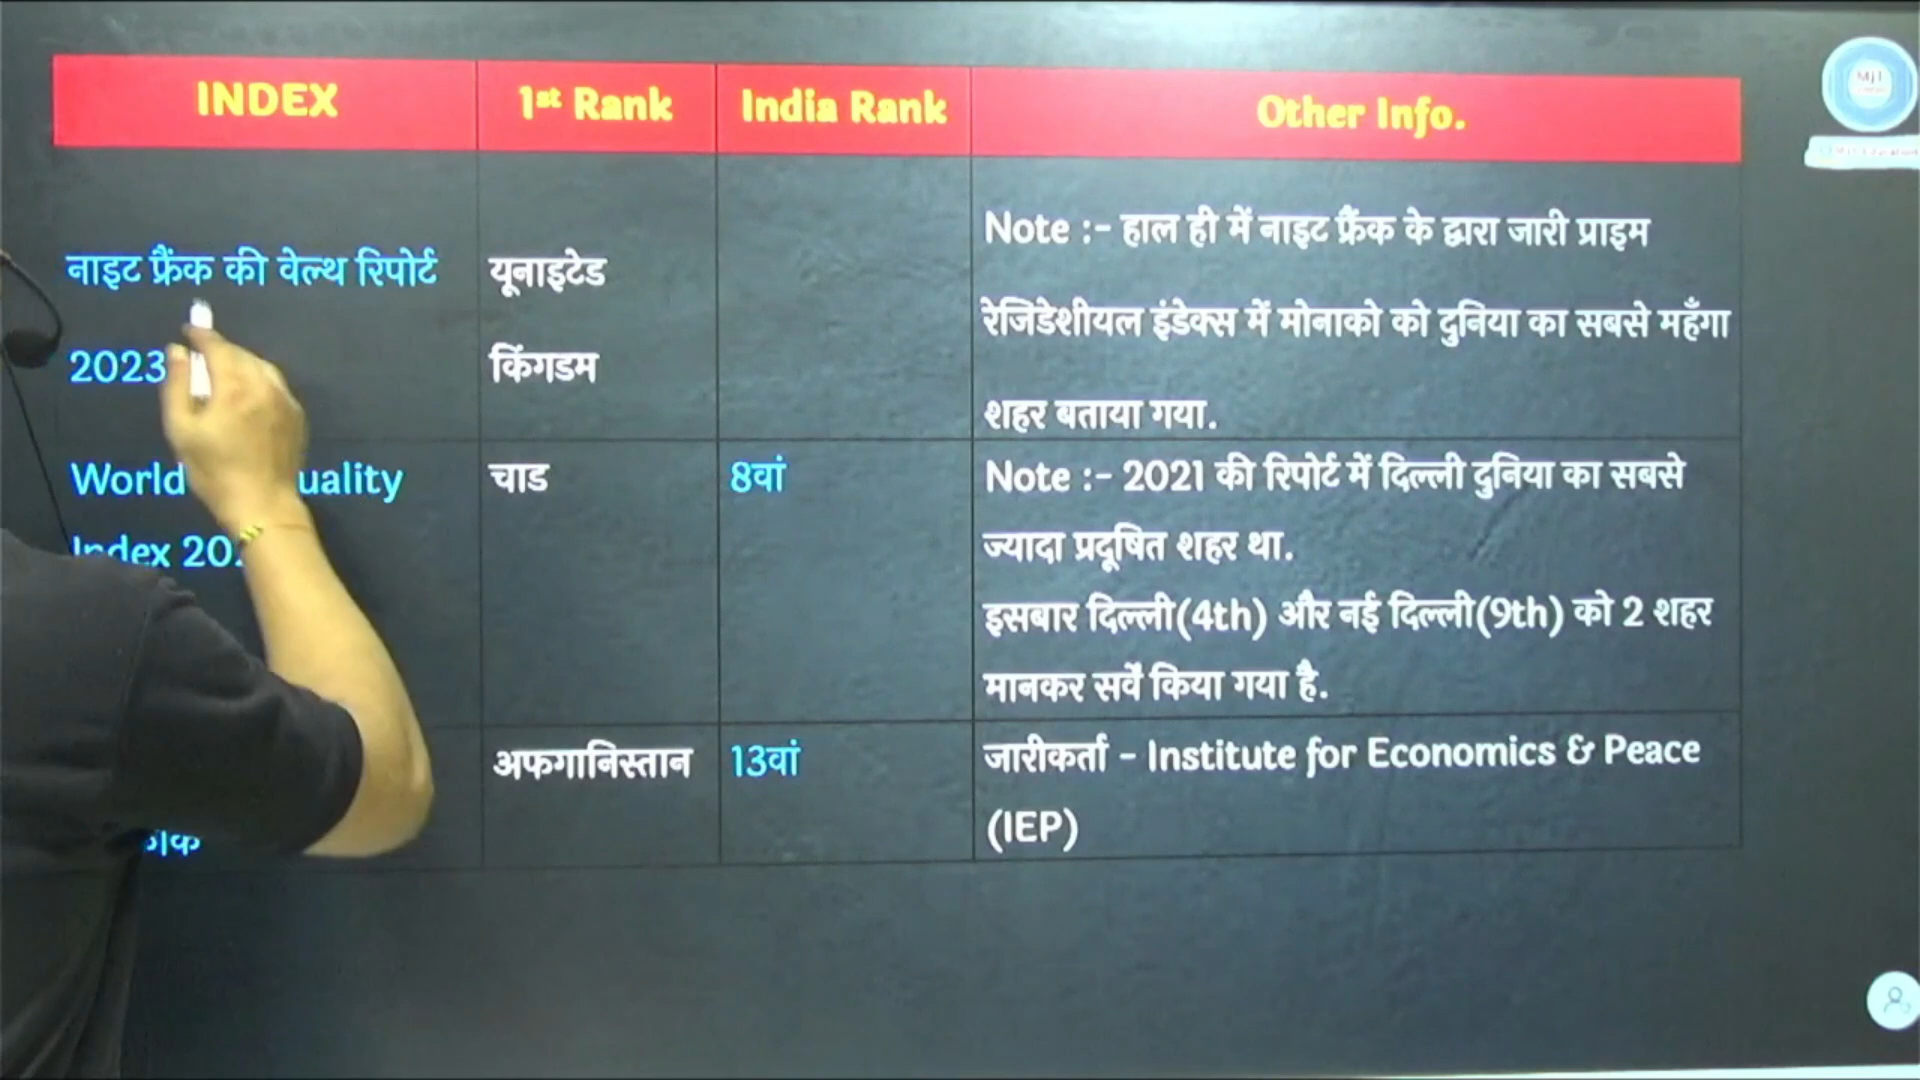 INDEX
1st Rank
India Rank
Other Info.
नाइट फ्रैंक की वेल्थ रिपोर्ट
2023
यूनाइटेड
किंगडम
Note :- हाल ही में नाइट फ्रैंक के द्वारा जारी प्राइम
रेजिडेशीयल इंडेक्स में मोनाको को दुनिया का सबसे महँगा
शहर बताया गया.
World
Index
चाड
8वां
Note :- 2021 की रिपोर्ट में दिल्ली दुनिया का सबसे
ज्यादा प्रदूषित शहर था.
इसबार दिल्ली(4th) और नई दिल्ली(9th) को 2 शहर
मानकर सर्वे किया गया है.
अफगानिस्तान
13वां
जारीकर्ता - Institute for Economics & Peace
(IEP)